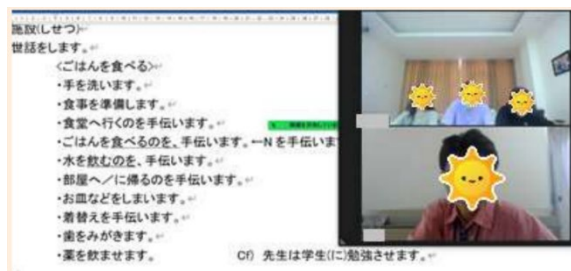 施設(しせつ)
世話をします。
<ごはんを食べる>
・手を洗います。
・食事を準備します。
・食堂へ行くのを手伝います。
・ごはんを食べるのを、手伝います。←Nを手伝いま
・水を飲むのを、手伝います。
・部屋へ/に帰るのを手伝います。
・お皿などをしまいます。
・着替えを手伝います。
・歯をみがきます。
・薬を飲ませます。 Cf) 先生は学生(に)勉強させます。